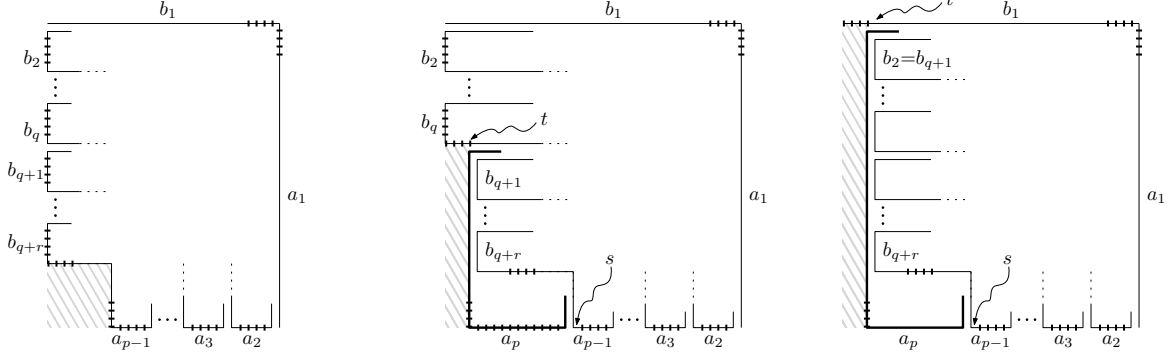 b₁
b₂
b_q
b_{q+1}
b_{q+r}
a₁
a_{p−1}
a₃
a₂
b₁
b₂
b_q
t
b_{q+1}
b_{q+r}
a₁
s
a_p
a_{p−1}
a₃
a₂
t
b₁
b₂=b_{q+1}
b_{q+r}
a₁
s
a_p
a_{p−1}
a₃
a₂